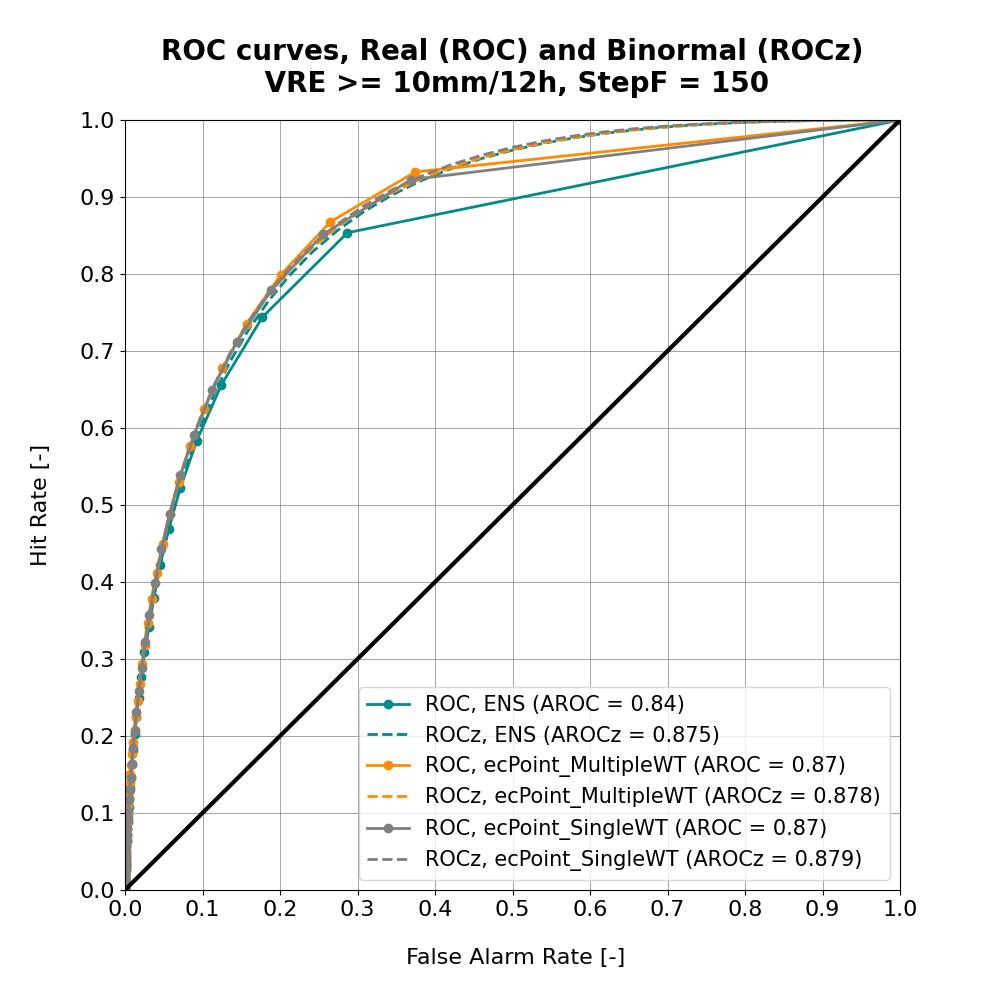 ROC curves, Real (ROC) and Binormal (ROCz)
VRE >= 10mm/12h, StepF = 150
1.0
0.9
0.8
0.7
0.6
0.5
0.4
0.3
0.2
0.1
0.0
Hit Rate [-]
ROC, ENS (AROC = 0.84)
ROCz, ENS (AROCz = 0.875)
ROC, ecPoint_MultipleWT (AROC = 0.87)
ROCz, ecPoint_MultipleWT (AROCz = 0.878)
ROC, ecPoint_SingleWT (AROC = 0.87)
ROCz, ecPoint_SingleWT (AROCz = 0.879)
0.0 0.1 0.2 0.3 0.4 0.5 0.6 0.7 0.8 0.9 1.0
False Alarm Rate [-]